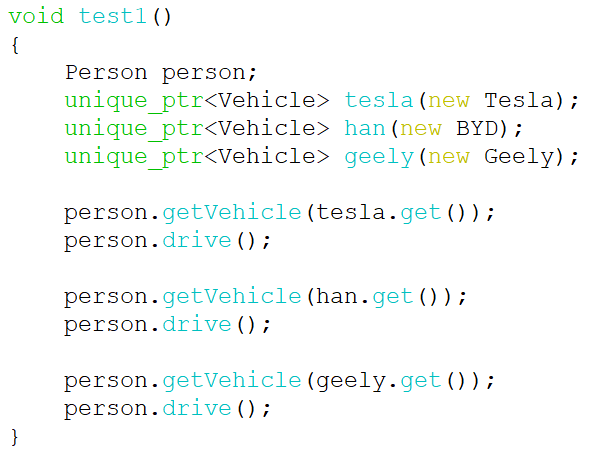 void test1()
{
    Person person;
    unique_ptr<Vehicle> tesla(new Tesla);
    unique_ptr<Vehicle> han(new BYD);
    unique_ptr<Vehicle> geely(new Geely);

    person.getVehicle(tesla.get());
    person.drive();

    person.getVehicle(han.get());
    person.drive();

    person.getVehicle(geely.get());
    person.drive();
}